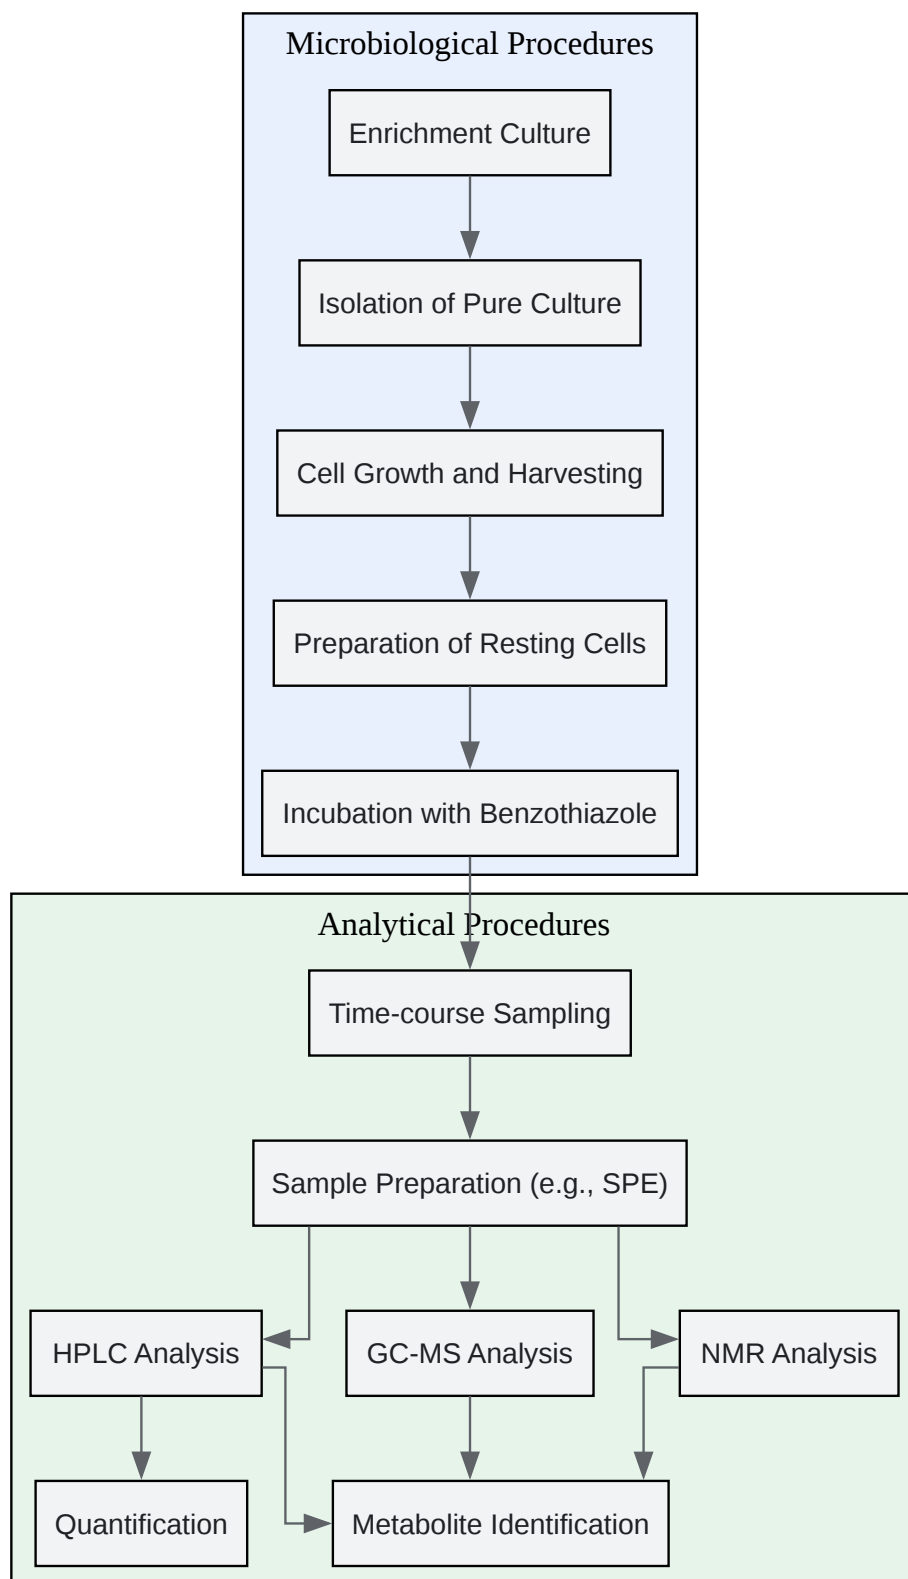 Microbiological Procedures
Enrichment Culture
Isolation of Pure Culture
Cell Growth and Harvesting
Preparation of Resting Cells
Incubation with Benzothiazole
Analytical Procedures
Time-course Sampling
Sample Preparation (e.g., SPE)
HPLC Analysis
GC-MS Analysis
NMR Analysis
Quantification
Metabolite Identification